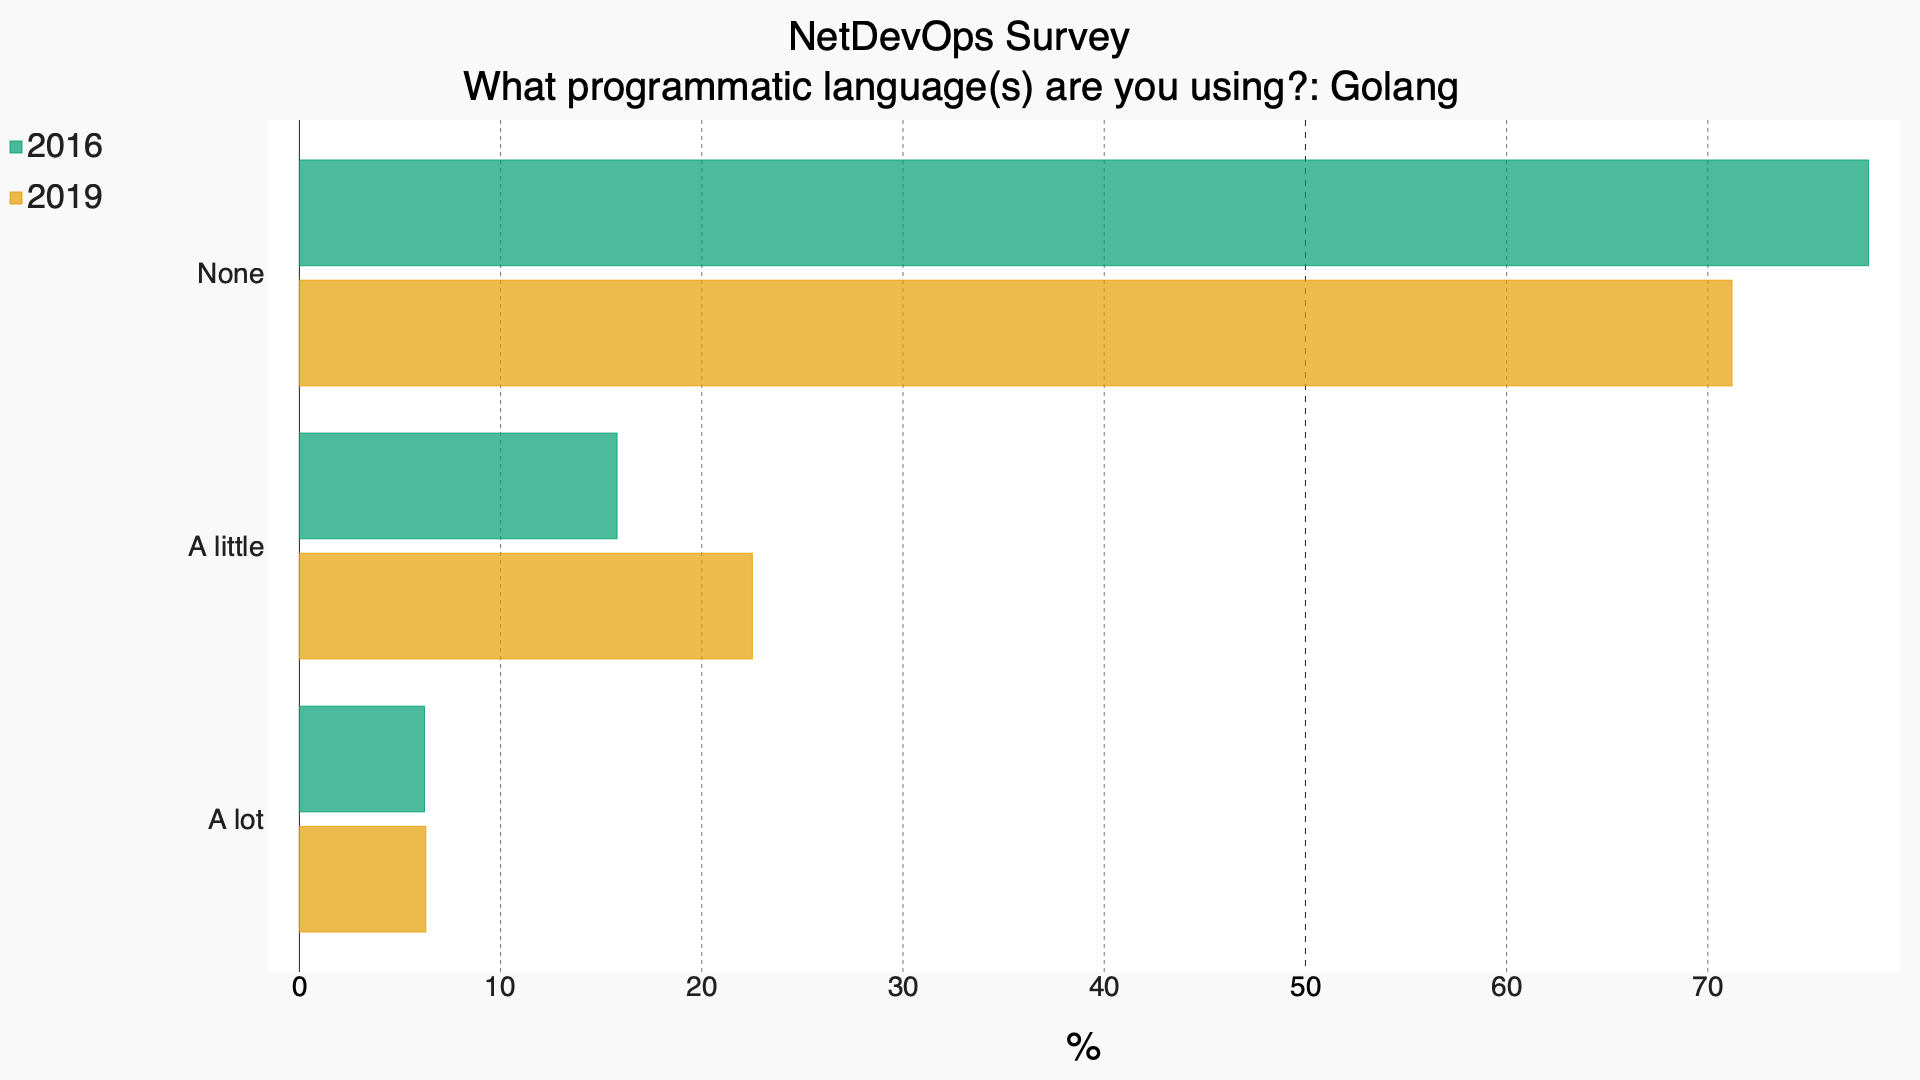 NetDevOps Survey
What programmatic language(s) are you using?: Golang
2016
2019
None
A little
A lot
0 10 20 30 40 50 60 70
%